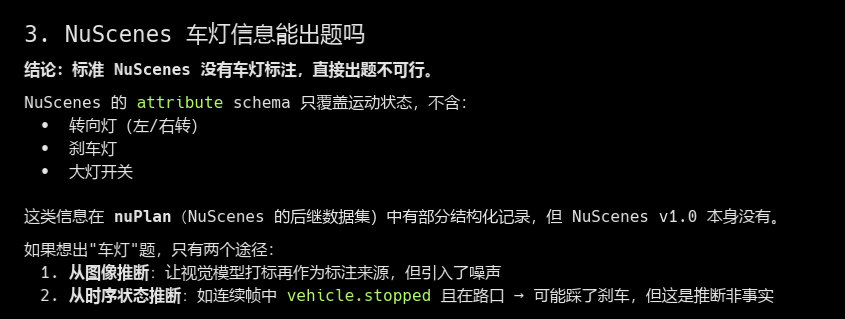 3. NuScenes 车灯信息能出题吗
结论：标准 NuScenes 没有车灯标注，直接出题不可行。
NuScenes 的 attribute schema 只覆盖运动状态，不含：
• 转向灯（左/右转）
• 刹车灯
• 大灯开关
这类信息在 nuPlan（NuScenes 的后继数据集）中有部分结构化记录，但 NuScenes v1.0 本身没有。
如果想出"车灯"题，只有两个途径：
1. 从图像推断：让视觉模型打标再作为标注来源，但引入了噪声
2. 从时序状态推断：如连续帧中 vehicle.stopped 且在路口 → 可能踩了刹车，但这是推断非事实